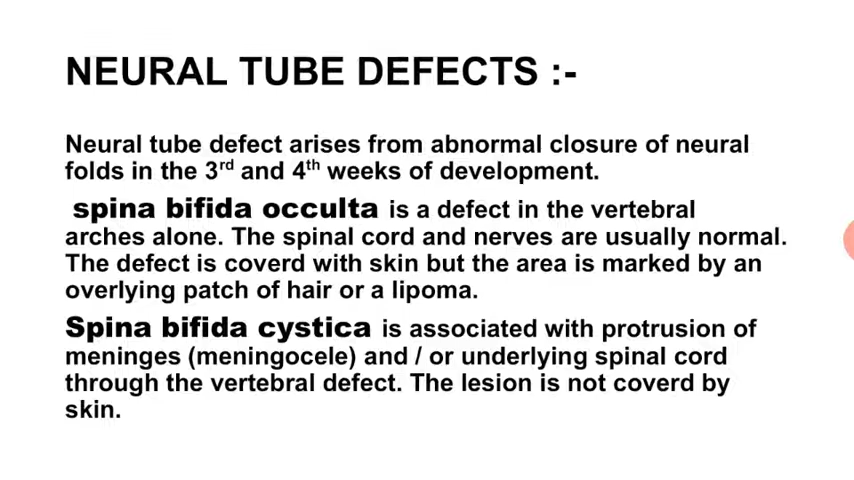 NEURAL TUBE DEFECTS :-
Neural tube defect arises from abnormal closure of neural
folds in the 3rd and 4th weeks of development.
spina bifida occulta is a defect in the vertebral
arches alone. The spinal cord and nerves are usually normal.
The defect is coverd with skin but the area is marked by an
overlying patch of hair or a lipoma.
Spina bifida cystica is associated with protrusion of
meninges (meningocele) and / or underlying spinal cord
through the vertebral defect. The lesion is not coverd by
skin.